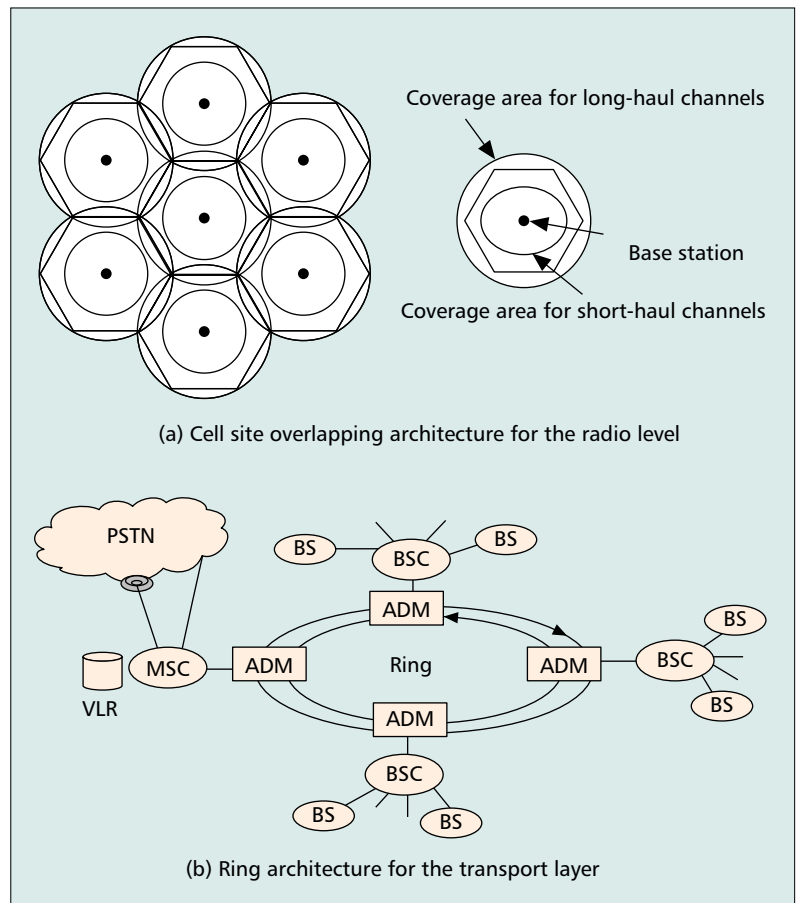 Coverage area for long-haul channels
Base station
Coverage area for short-haul channels
(a) Cell site overlapping architecture for the radio level
PSTN
BS
BSC
BS
ADM
MSC
VLR
ADM
Ring
ADM
BSC
BS
BS
ADM
BSC
BS
BS
(b) Ring architecture for the transport layer